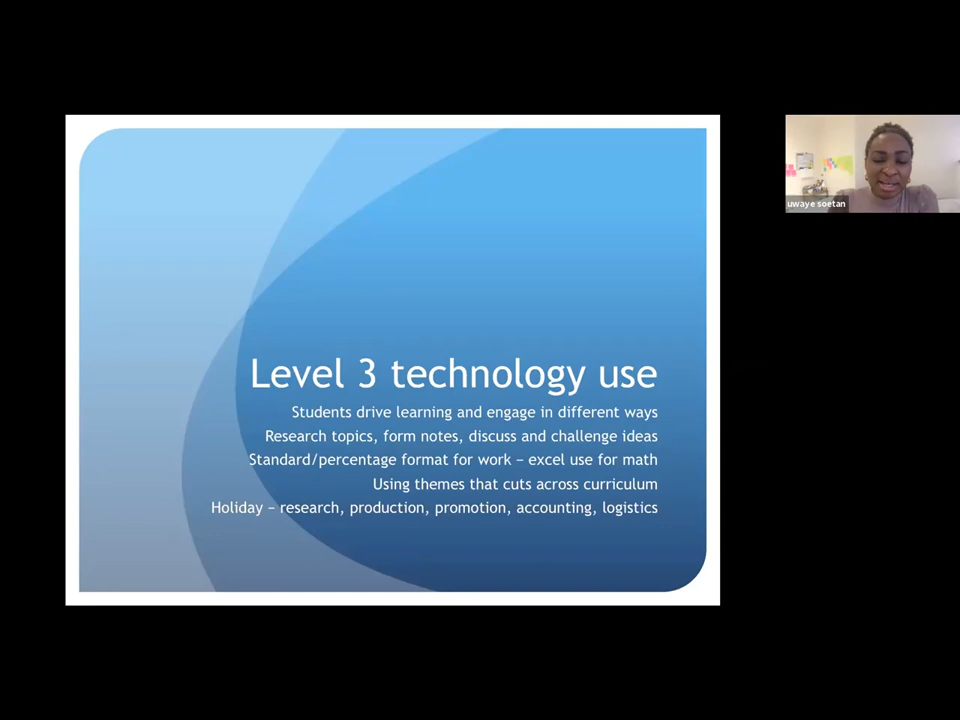 Level 3 technology use
Students drive learning and engage in different ways
Research topics, form notes, discuss and challenge ideas
Standard/percentage format for work – excel use for math
Using themes that cuts across curriculum
Holiday – research, production, promotion, accounting, logistics
uwaye soetan